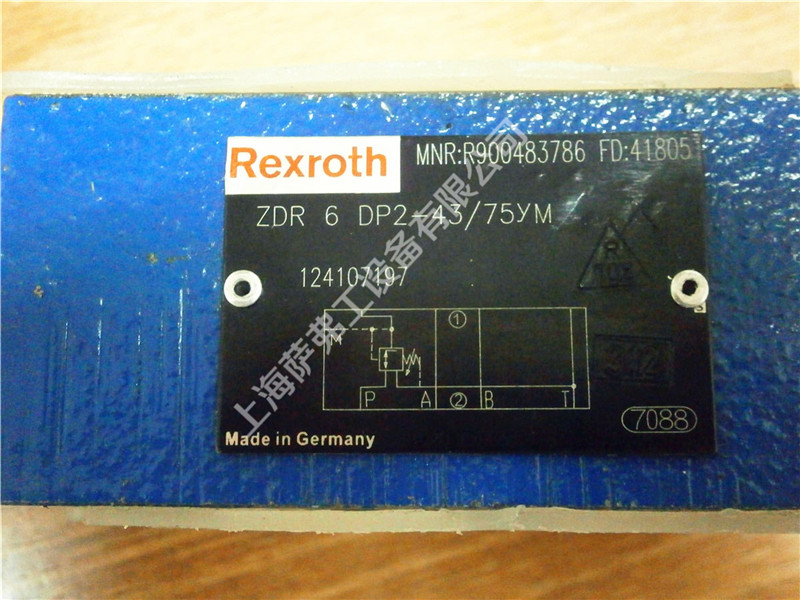 Rexroth
MNR:R900483786 FD:41805
ZDR 6 DP2-43/75YM
124107197
M
P A B T
① ②
7088
Made in Germany
上海萨弗工设备有限公司